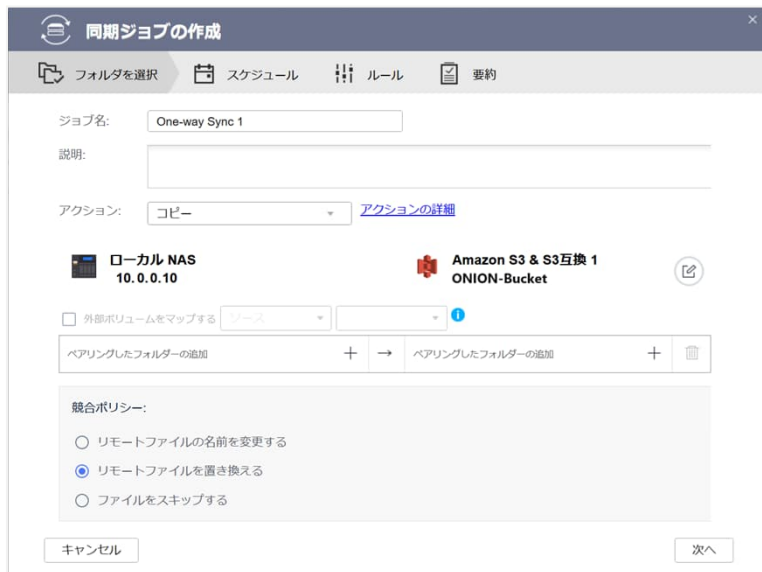 同期ジョブの作成
フォルダを選択 スケジュール ルール 要約
ジョブ名: One-way Sync 1
説明:
アクション: コピー アクションの詳細
ローカル NAS
10.0.0.10
Amazon S3 & S3互換 1
ONION-Bucket
外部ボリュームをマップする ソース
ペアリングしたフォルダーの追加 + → ペアリングしたフォルダーの追加 +
競合ポリシー:
リモートファイルの名前を変更する
リモートファイルを置き換える
ファイルをスキップする
キャンセル 次へ